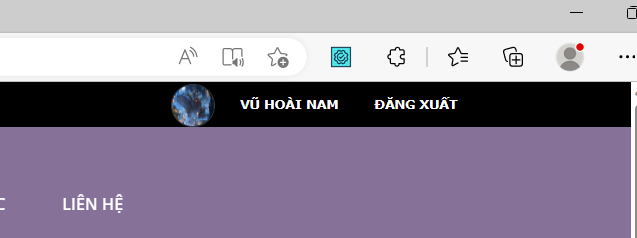 VŨ HOÀI NAM ĐĂNG XUẤT
C LIÊN HỆ